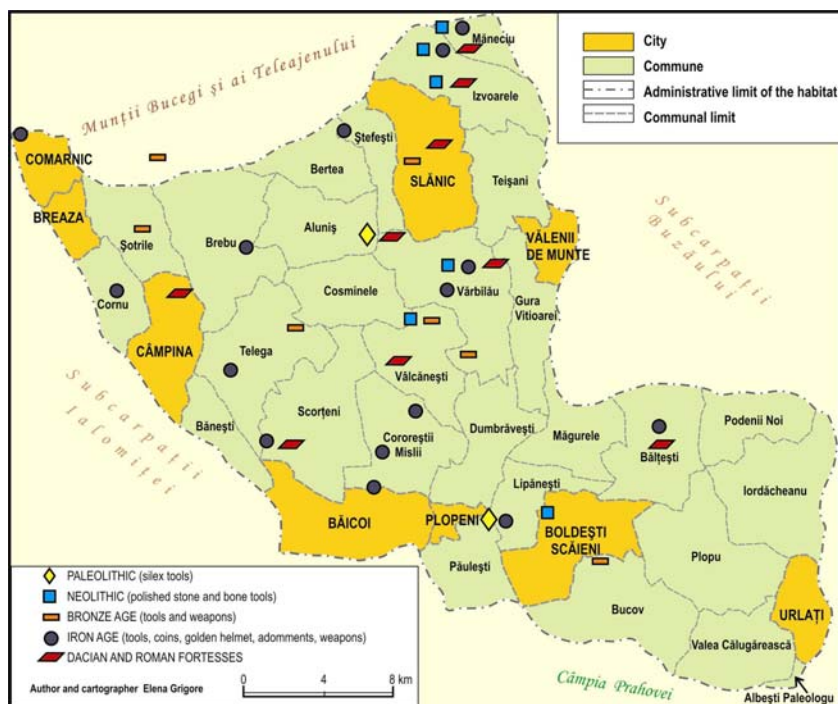 City
Commune
Administrative limit of the habitat
Communal limit
Munții Bucegi și ai Teleajenului
Măneciu
Izvoarele
COMARNIC
Ștefești
Bertea
SLĂNIC
Teișani
BREAZA
Șotrile
Brebu
Aluniș
VĂLENII
DE MUNTE
Subcarpații
Buzăului
Cornu
Cosminele
Vărbilău
Gura
Vitioarei
CÂMPINA
Telega
Vâlcănești
Subcarpații
Ialomiței
Bănești
Scorțeni
Cocoreștii
Mislii
Dumbrăvești
Măgurele
Bălțești
Podenii Noi
Lipănești
Iordăcheanu
BĂICOI
PLOPENI
BOLDEȘTI
SCĂIENI
Păulești
Plopu
Bucov
URLAȚI
Valea Călugărească
Albești Paleologu
Câmpia Prahovei
PALEOLITHIC (silex tools)
NEOLITHIC (polished stone and bone tools)
BRONZE AGE (tools and weapons)
IRON AGE (tools, coins, golden helmet, adornments, weapons)
DACIAN AND ROMAN FORTESSES
Author and cartographer Elena Grigore
0 4 8 km